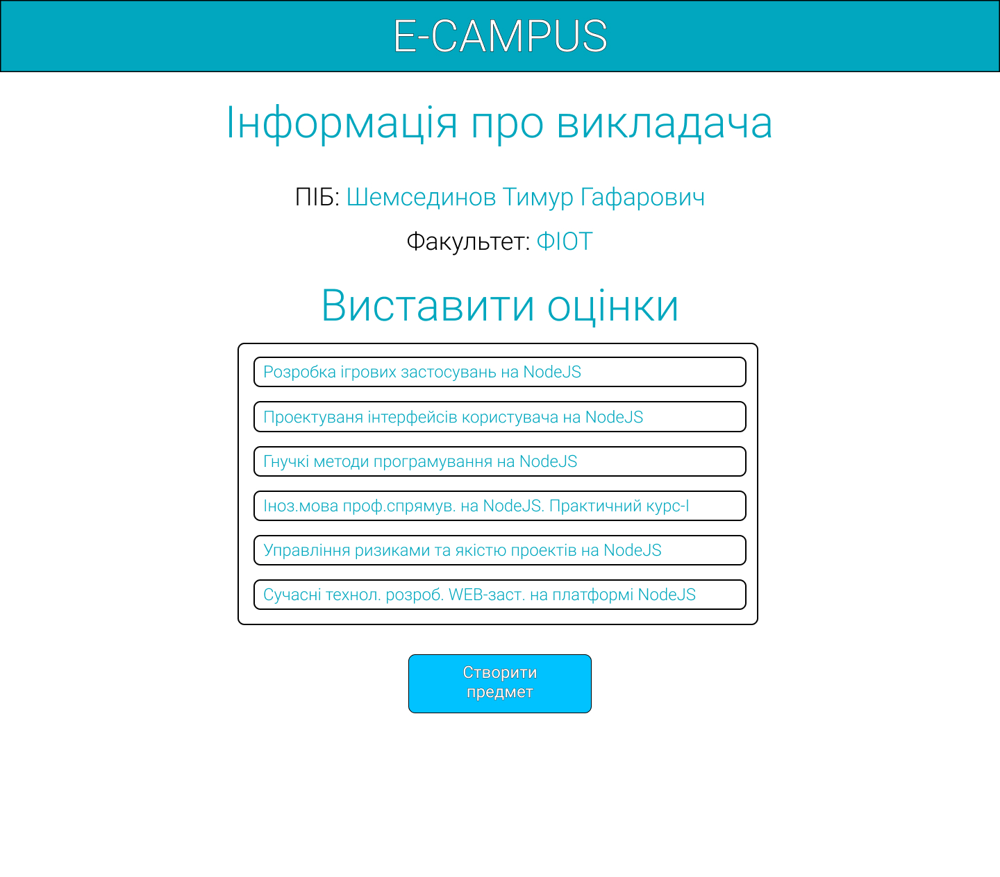 E-CAMPUS
Інформація про викладача
ПІБ: Шемсединов Тимур Гафарович
Факультет: ФІОТ
Виставити оцінки
Розробка ігрових застосувань на NodeJS
Проектуваня інтерфейсів користувача на NodeJS
Гнучкі методи програмування на NodeJS
Іноз.мова проф.спрямув. на NodeJS. Практичний курс-І
Управління ризиками та якістю проектів на NodeJS
Сучасні технол. розроб. WEB-заст. на платформі NodeJS
Створити
предмет